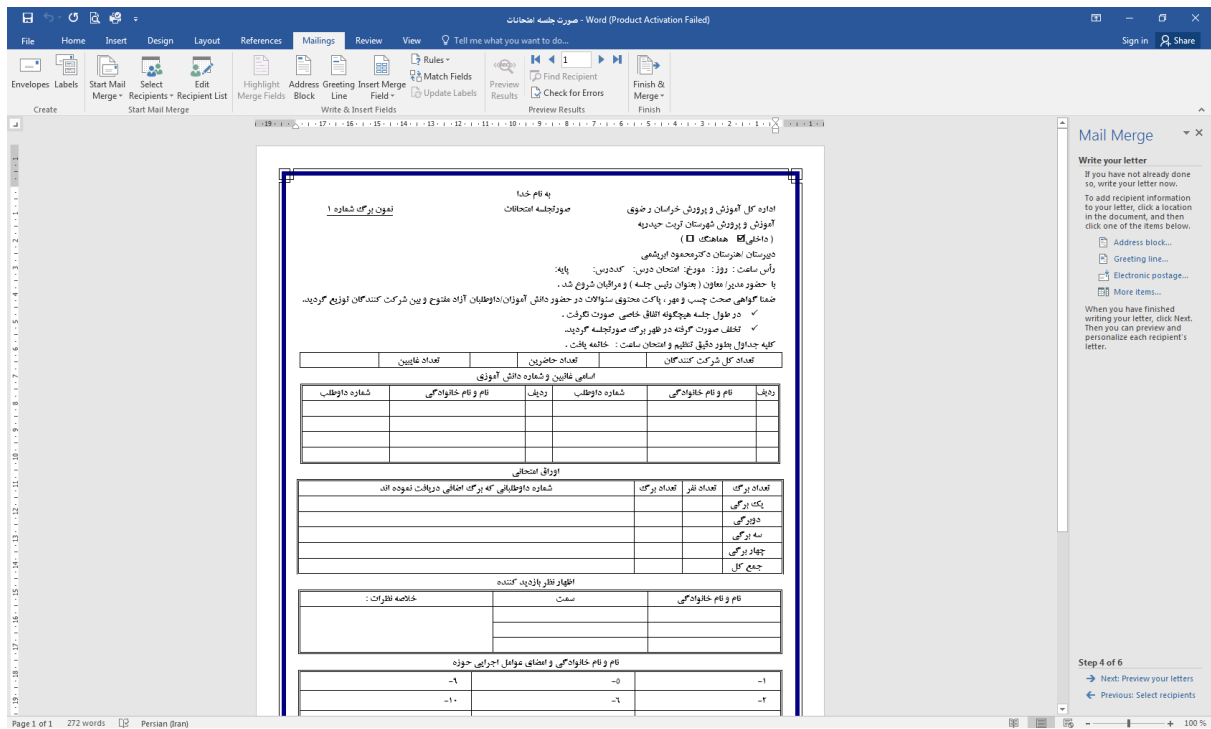 صورت جلسه امتحانات - Word (Product Activation Failed)
File Home Insert Design Layout References Mailings Review View Tell me what you want to do... Sign in Share
Envelopes Labels Start Mail Merge Select Recipients Edit Recipient List Highlight Merge Fields Address Block Greeting Line Insert Merge Field Rules Match Fields Update Labels Preview Results 1 Find Recipient Check for Errors Finish & Merge
Create Start Mail Merge Write & Insert Fields Preview Results Finish
به نام خدا
اداره کل آموزش و پرورش خراسان رضوی صورتجلسه امتحانات نمون برگ شماره ۱
آموزش و پرورش شهرستان تربت حیدریه
( داخلی ☑ هماهنگ ☐ )
دبیرستان /هنرستان دکترمحمود ابریشمی
رأس ساعت : روز : مورخ: امتحان درس: کددرس: پایه:
با حضور مدیر/ معاون ( بعنوان رئیس جلسه ) و مراقبان شروع شد .
ضمنا گواهی صحت چسب و مهر ، پاکت محتوی سئوالات در حضور دانش آموزان/داوطلبان آزاد مفتوح و بین شرکت کنندگان توزیع گردید.
✓ در طول جلسه هیچگونه اتفاق خاصی صورت نگرفت .
✓ تخلف صورت گرفته در ظهر برگ صورتجلسه گردید.
کلیه جداول بطور دقیق تنظیم و امتحان ساعت : خاتمه یافت .
تعداد کل شرکت کنندگان تعداد حاضرین تعداد غایبین
اسامی غائبین و شماره دانش آموزی
ردیف نام و نام خانوادگی شماره داوطلب ردیف نام و نام خانوادگی شماره داوطلب
اوراق امتحانی
تعداد برگ تعداد نفر تعداد برگ شماره داوطلبانی که برگ اضافی دریافت نموده اند
یک برگی
دوبرگی
سه برگی
چهار برگی
جمع کل
اظهار نظر بازدید کننده
نام و نام خانوادگی سمت خلاصه نظرات :
نام و نام خانوادگی و امضای عوامل اجرایی حوزه
۱- ۵- ۹-
۲- ۶- ۱۰-
Mail Merge
Write your letter
If you have not already done
so, write your letter now.
To add recipient information
to your letter, click a location
in the document, and then
click one of the items below.
Address block...
Greeting line...
Electronic postage...
More items...
When you have finished
writing your letter, click Next.
Then you can preview and
personalize each recipient's
letter.
Step 4 of 6
Next: Preview your letters
Previous: Select recipients
Page 1 of 1 272 words Persian (Iran) 100 %